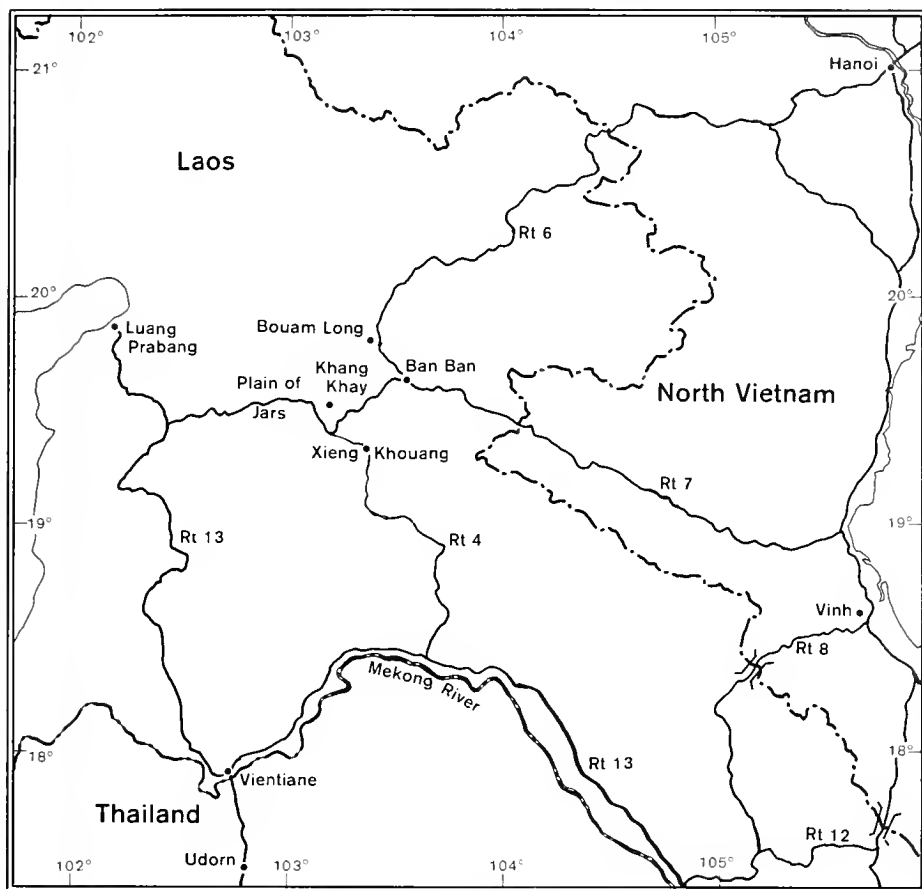 102°
103°
104°
105°
21°
Hanoi
Laos
Rt 6
20°
20°
Luang
Prabang
Bouam Long
Khang
Khay
Ban Ban
Plain of
Jars
North Vietnam
Xieng Khouang
Rt 7
19°
19°
Rt 13
Rt 4
Vinh
Rt 8
Mekong River
18°
18°
Rt 13
Vientiane
Thailand
Rt 12
Udorn
102°
103°
104°
105°